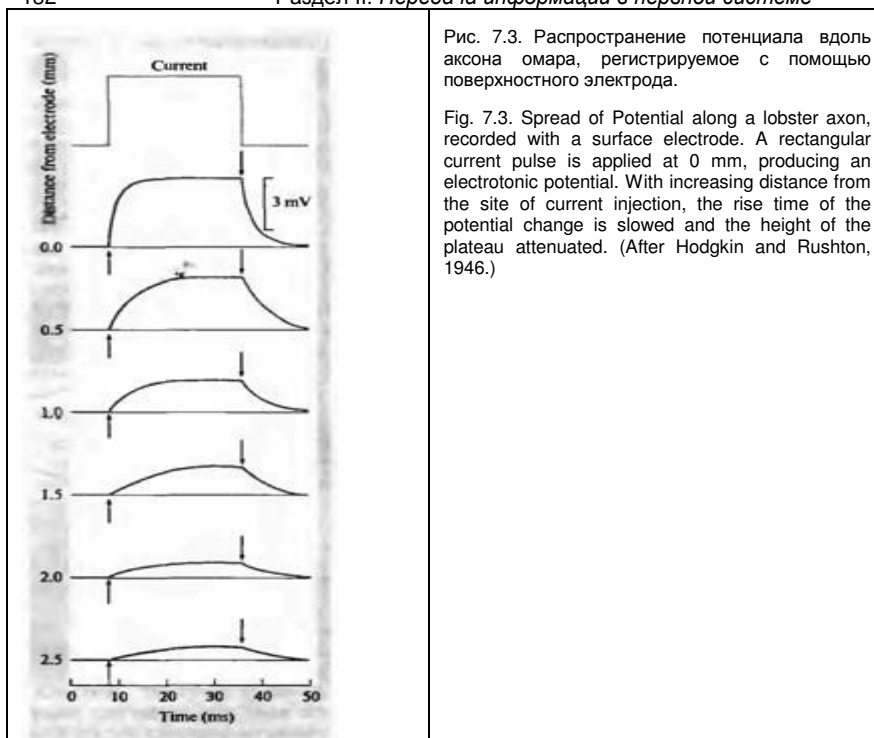 Раздел II. Передача информации в нервной системе
Current
Distance from electrode (mm)
3 mV
0.0
0.5
1.0
1.5
2.0
2.5
0 10 20 30 40 50
Time (ms)
Рис. 7.3. Распространение потенциала вдоль
аксона омара, регистрируемое с помощью
поверхностного электрода.
Fig. 7.3. Spread of Potential along a lobster axon,
recorded with a surface electrode. A rectangular
current pulse is applied at 0 mm, producing an
electrotonic potential. With increasing distance from
the site of current injection, the rise time of the
potential change is slowed and the height of the
plateau attenuated. (After Hodgkin and Rushton,
1946.)